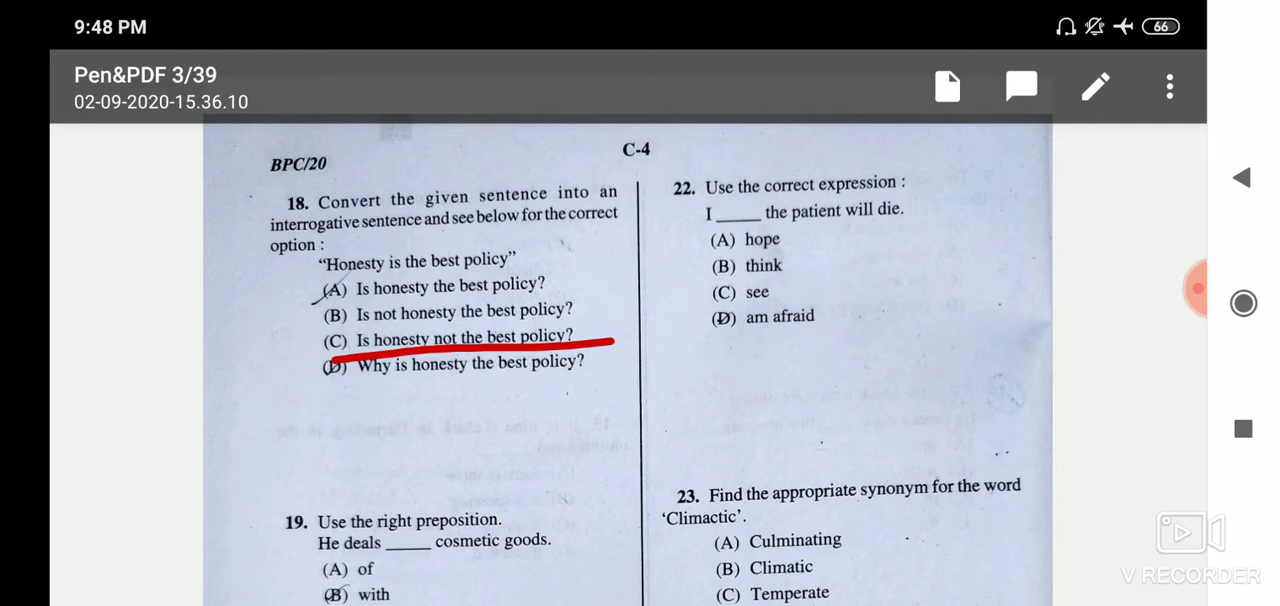 9:48 PM
66
Pen&PDF 3/39
02-09-2020-15.36.10
BPC/20
C-4
18. Convert the given sentence into an
interrogative sentence and see below for the correct
option :
“Honesty is the best policy”
(A) Is honesty the best policy?
(B) Is not honesty the best policy?
(C) Is honesty not the best policy?
(D) Why is honesty the best policy?
19. Use the right preposition.
He deals _____ cosmetic goods.
(A) of
(B) with
22. Use the correct expression :
I _____ the patient will die.
(A) hope
(B) think
(C) see
(D) am afraid
23. Find the appropriate synonym for the word
‘Climactic’.
(A) Culminating
(B) Climatic
(C) Temperate
V RECORDER